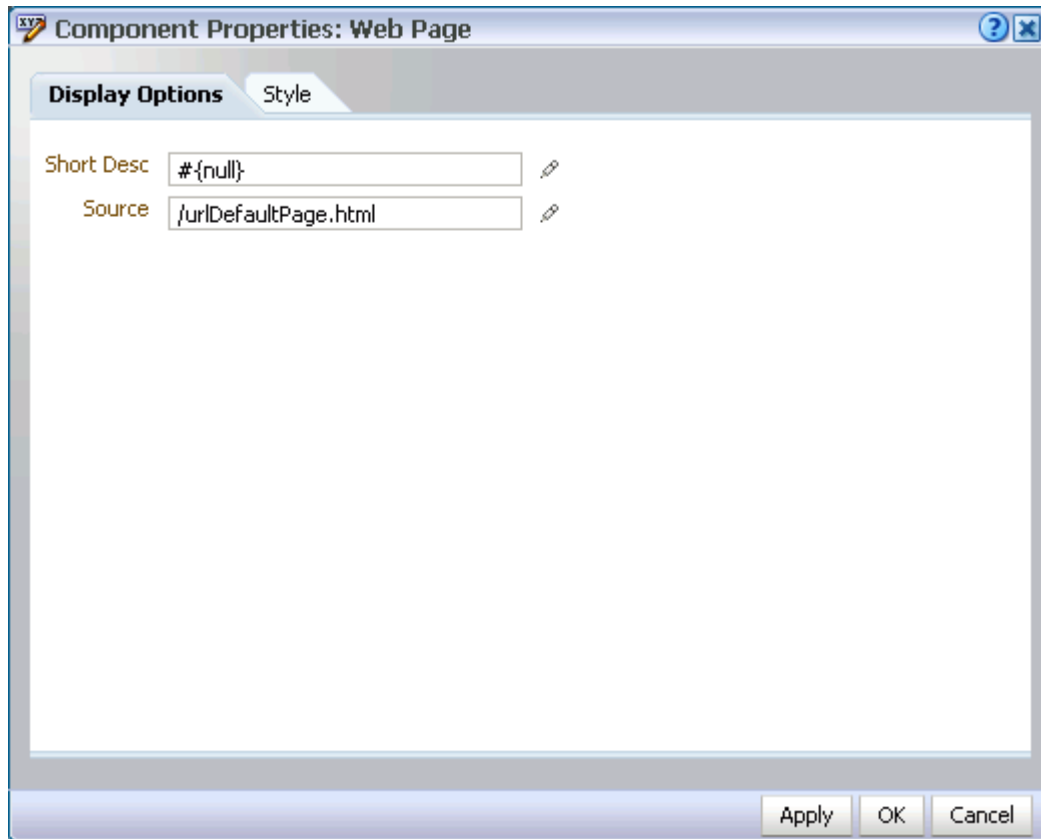 Component Properties: Web Page
Display Options Style
Short Desc #{null}
Source /urlDefaultPage.html
Apply OK Cancel